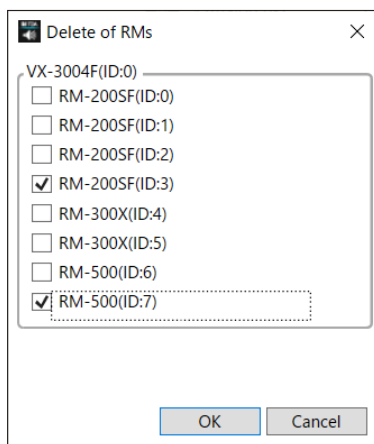 Delete of RMs
VX-3004F(ID:0)
RM-200SF(ID:0)
RM-200SF(ID:1)
RM-200SF(ID:2)
RM-200SF(ID:3)
RM-300X(ID:4)
RM-300X(ID:5)
RM-500(ID:6)
RM-500(ID:7)
OK Cancel